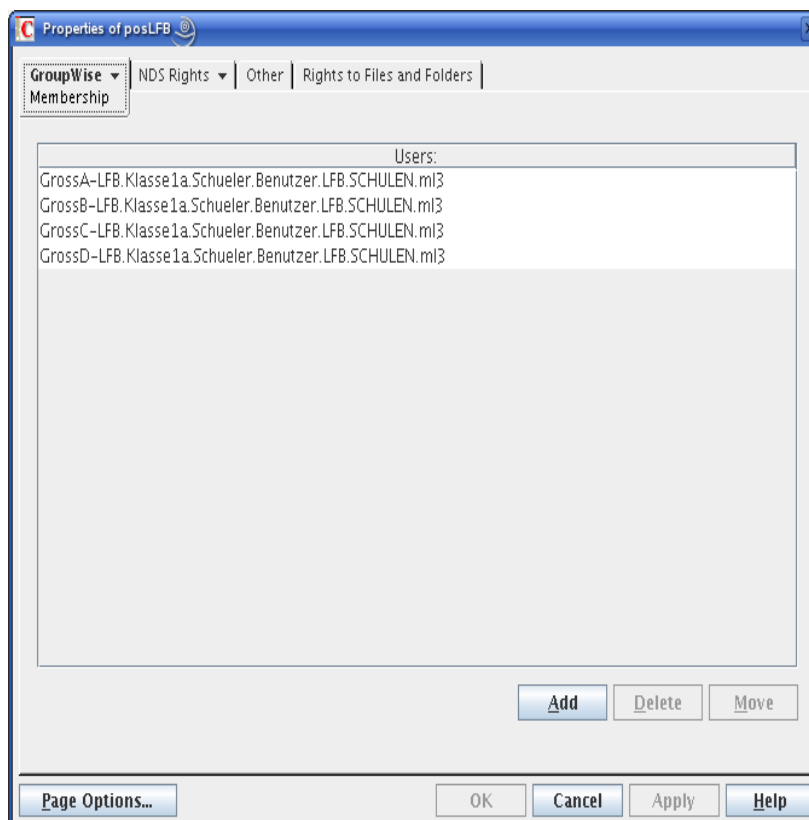 Properties of posLFB
GroupWise NDS Rights Other Rights to Files and Folders
Membership
Users:
GrossA-LFB.Klasse1a.Schueler.Benutzer.LFB.SCHULEN.ml3
GrossB-LFB.Klasse1a.Schueler.Benutzer.LFB.SCHULEN.ml3
GrossC-LFB.Klasse1a.Schueler.Benutzer.LFB.SCHULEN.ml3
GrossD-LFB.Klasse1a.Schueler.Benutzer.LFB.SCHULEN.ml3
Add Delete Move
Page Options... OK Cancel Apply Help